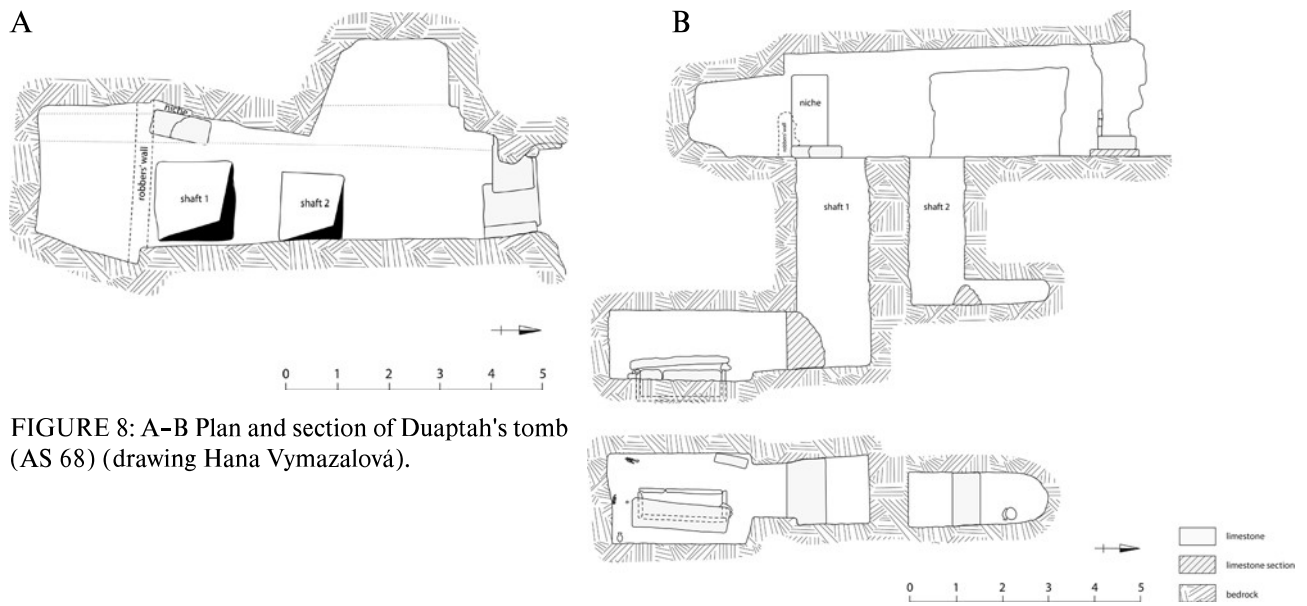 A
niche
robbers' wall
shaft 1
shaft 2
0 1 2 3 4 5
FIGURE 8: A–B Plan and section of Duaptah's tomb
(AS 68) (drawing Hana Vymazalová).
B
niche
robbers' wall
shaft 1
shaft 2
limestone
limestone section
bedrock
0 1 2 3 4 5